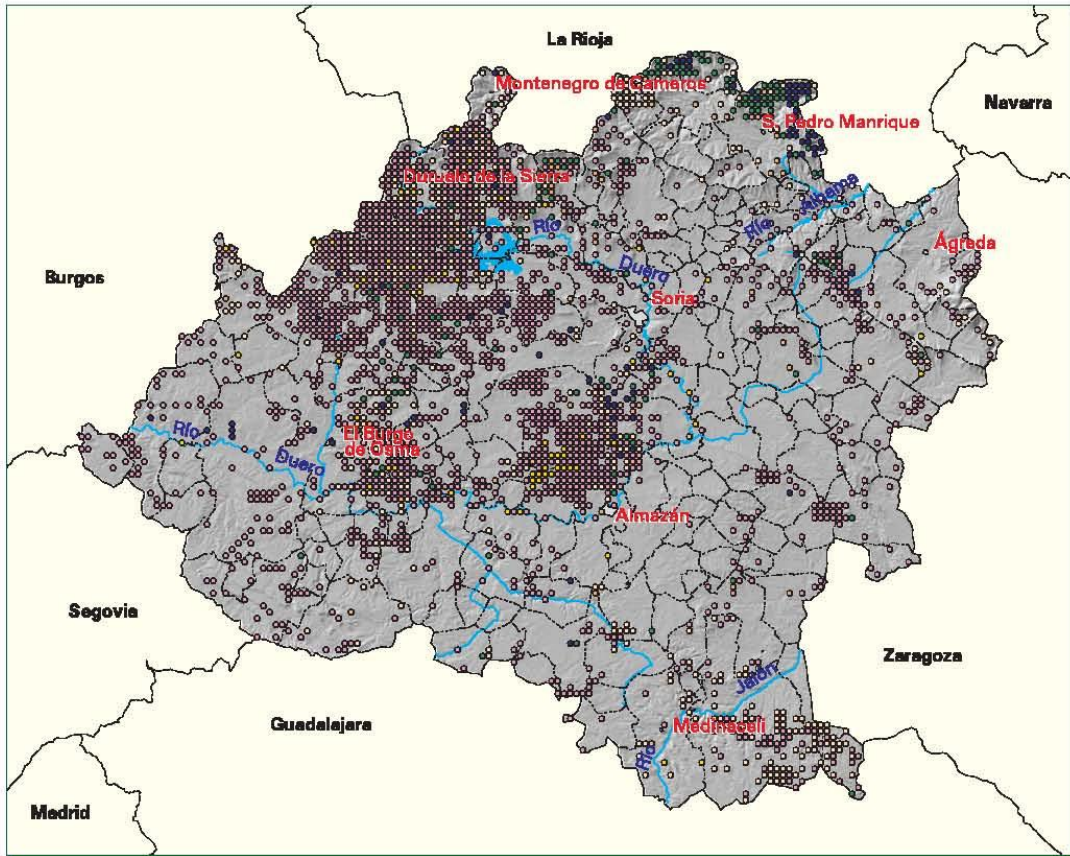 La Rioja
Montenegro de Cameros
Navarra
S. Pedro Manrique
Duruelo de la Sierra
Río Alhama
Río
Ágreda
Burgos
Duero
Soria
Río
El Burgo
de Osma
Duero
Almazán
Segovia
Zaragoza
Jalón
Guadalajara
Medinaceli
Río
Madrid